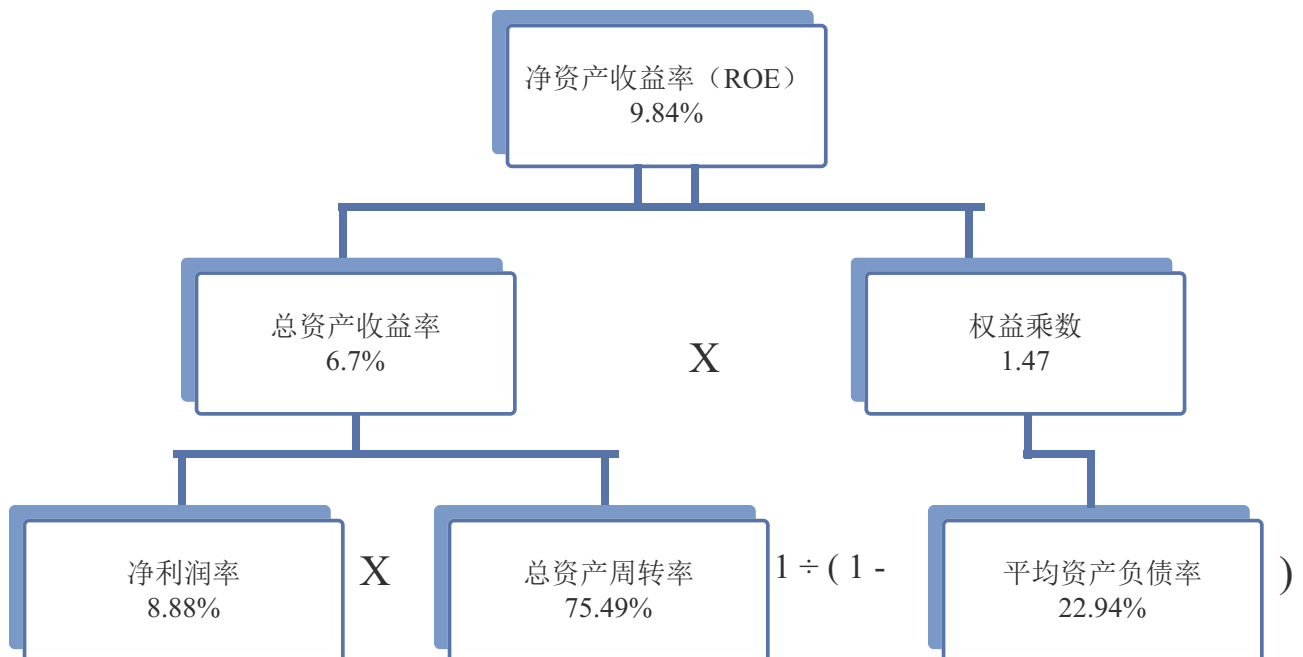 净资产收益率（ROE）
9.84%
总资产收益率
6.7%
X
权益乘数
1.47
净利润率
8.88%
X
总资产周转率
75.49%
1 ÷ ( 1 -
平均资产负债率
22.94%
)